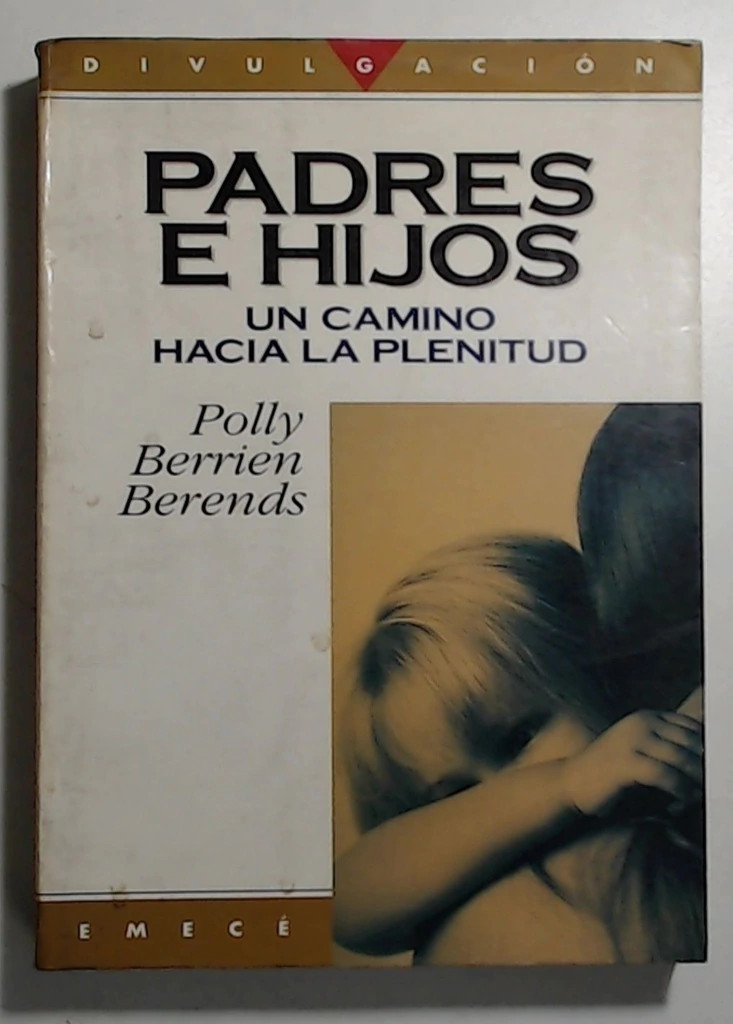 DIVULGACIÓN
PADRES
E HIJOS
UN CAMINO
HACIA LA PLENITUD
Polly
Berrien
Berends
EMECÉ